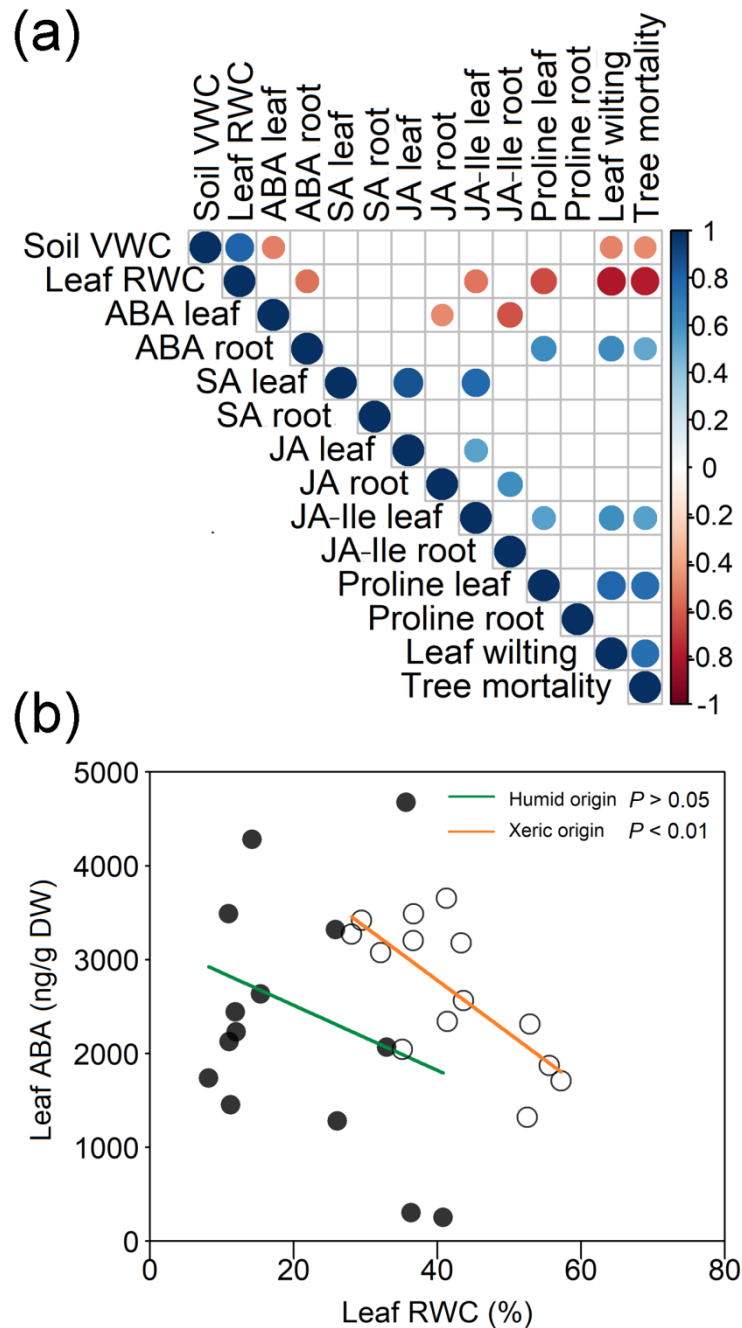 (a)
Soil VWC
Leaf RWC
ABA leaf
ABA root
SA leaf
SA root
JA leaf
JA root
JA-Ile leaf
JA-Ile root
Proline leaf
Proline root
Leaf wilting
Tree mortality
Soil VWC
Leaf RWC
ABA leaf
ABA root
SA leaf
SA root
JA leaf
JA root
JA-Ile leaf
JA-Ile root
Proline leaf
Proline root
Leaf wilting
Tree mortality
1
0.8
0.6
0.4
0.2
0
-0.2
-0.4
-0.6
-0.8
-1
(b)
5000
4000
3000
2000
1000
0
Leaf ABA (ng/g DW)
Humid origin P > 0.05
Xeric origin P < 0.01
0 20 40 60 80
Leaf RWC (%)